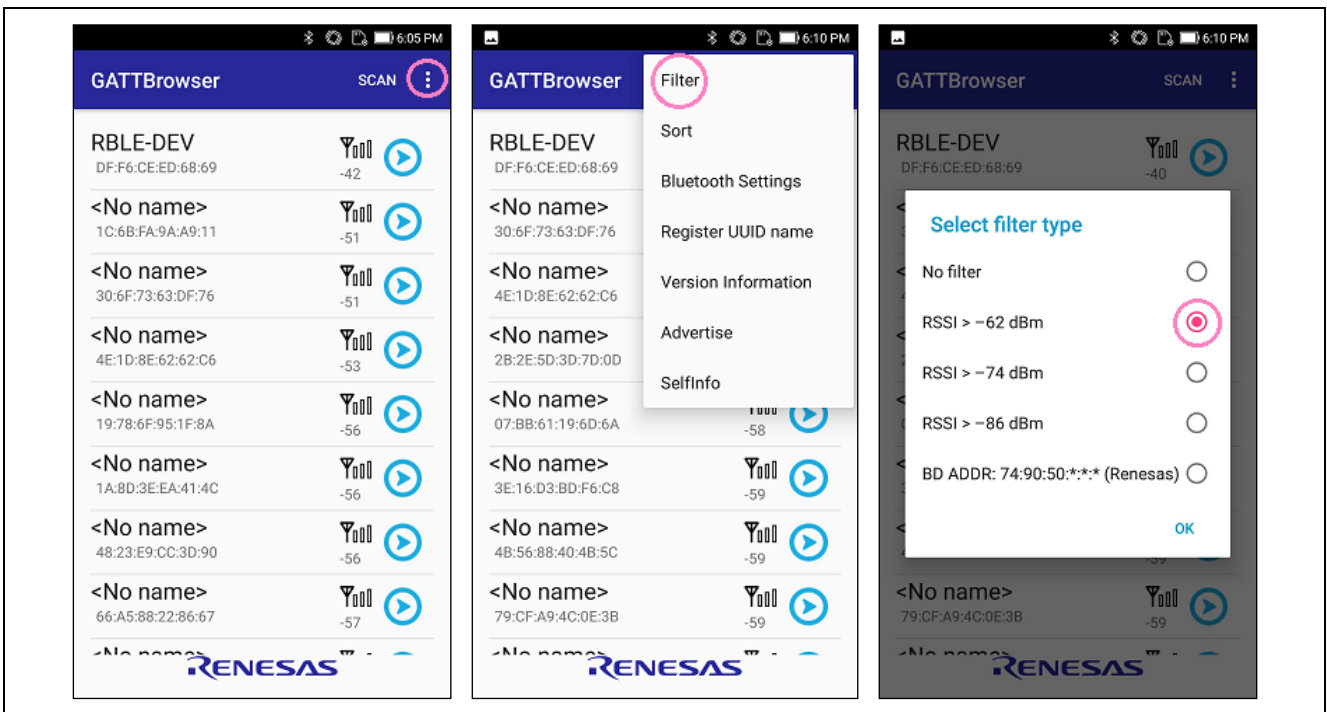 6:05 PM
GATTBrowser SCAN
RBLE-DEV
DF:F6:CE:ED:68:69 -42
<No name>
1C:6B:FA:9A:A9:11 -51
<No name>
30:6F:73:63:DF:76 -51
<No name>
4E:1D:8E:62:62:C6 -53
<No name>
19:78:6F:95:1F:8A -56
<No name>
1A:8D:3E:EA:41:4C -56
<No name>
48:23:E9:CC:3D:90 -56
<No name>
66:A5:88:22:86:67 -57
<No name>
RENESAS
6:10 PM
GATTBrowser
RBLE-DEV
DF:F6:CE:ED:68:69
<No name>
30:6F:73:63:DF:76
<No name>
4E:1D:8E:62:62:C6
<No name>
2B:2E:5D:3D:7D:0D
<No name>
07:BB:61:19:6D:6A -58
<No name>
3E:16:D3:BD:F6:C8 -59
<No name>
4B:56:88:40:4B:5C -59
<No name>
79:CF:A9:4C:0E:3B -59
<No name>
RENESAS
Filter
Sort
Bluetooth Settings
Register UUID name
Version Information
Advertise
SelfInfo
6:10 PM
GATTBrowser SCAN
RBLE-DEV
DF:F6:CE:ED:68:69 -40
Select filter type
No filter
RSSI > −62 dBm
RSSI > −74 dBm
RSSI > −86 dBm
BD ADDR: 74:90:50:*:*:* (Renesas)
OK
-59
<No name>
79:CF:A9:4C:0E:3B -59
<No name>
RENESAS